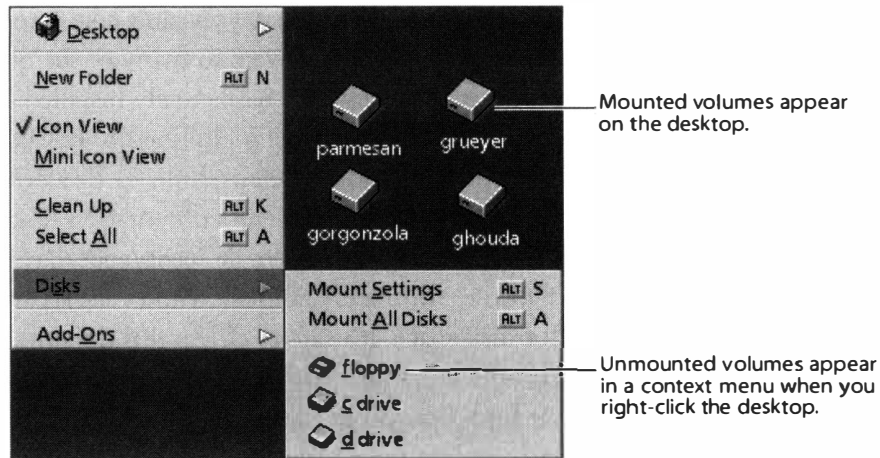 Desktop
New Folder ALT N
Icon View
Mini Icon View
Clean Up ALT K
Select All ALT A
Disks
Add-Ons
parmesan
grueyer
gorgonzola
ghouda
Mount Settings ALT S
Mount All Disks ALT A
floppy
c drive
d drive
Mounted volumes appear
on the desktop.
Unmounted volumes appear
in a context menu when you
right-click the desktop.